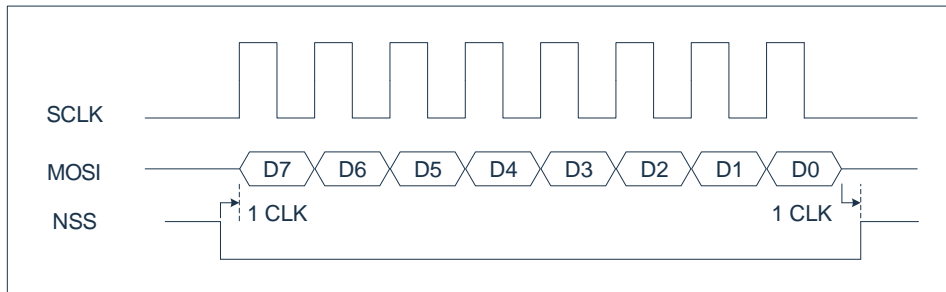 SCLK
MOSI D7 D6 D5 D4 D3 D2 D1 D0
1 CLK 1 CLK
NSS